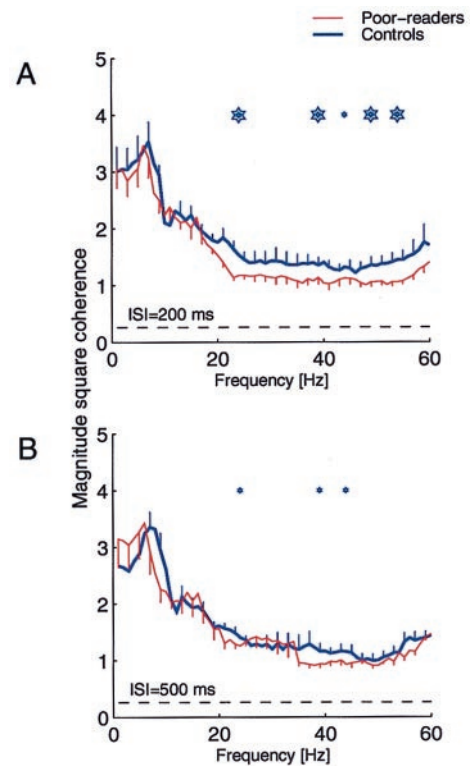 Poor-readers
Controls
A
5
4
3
2
1
0
ISI=200 ms
0
20
40
60
Frequency [Hz]
Magnitude square coherence
B
5
4
3
2
1
0
ISI=500 ms
0
20
40
60
Frequency [Hz]